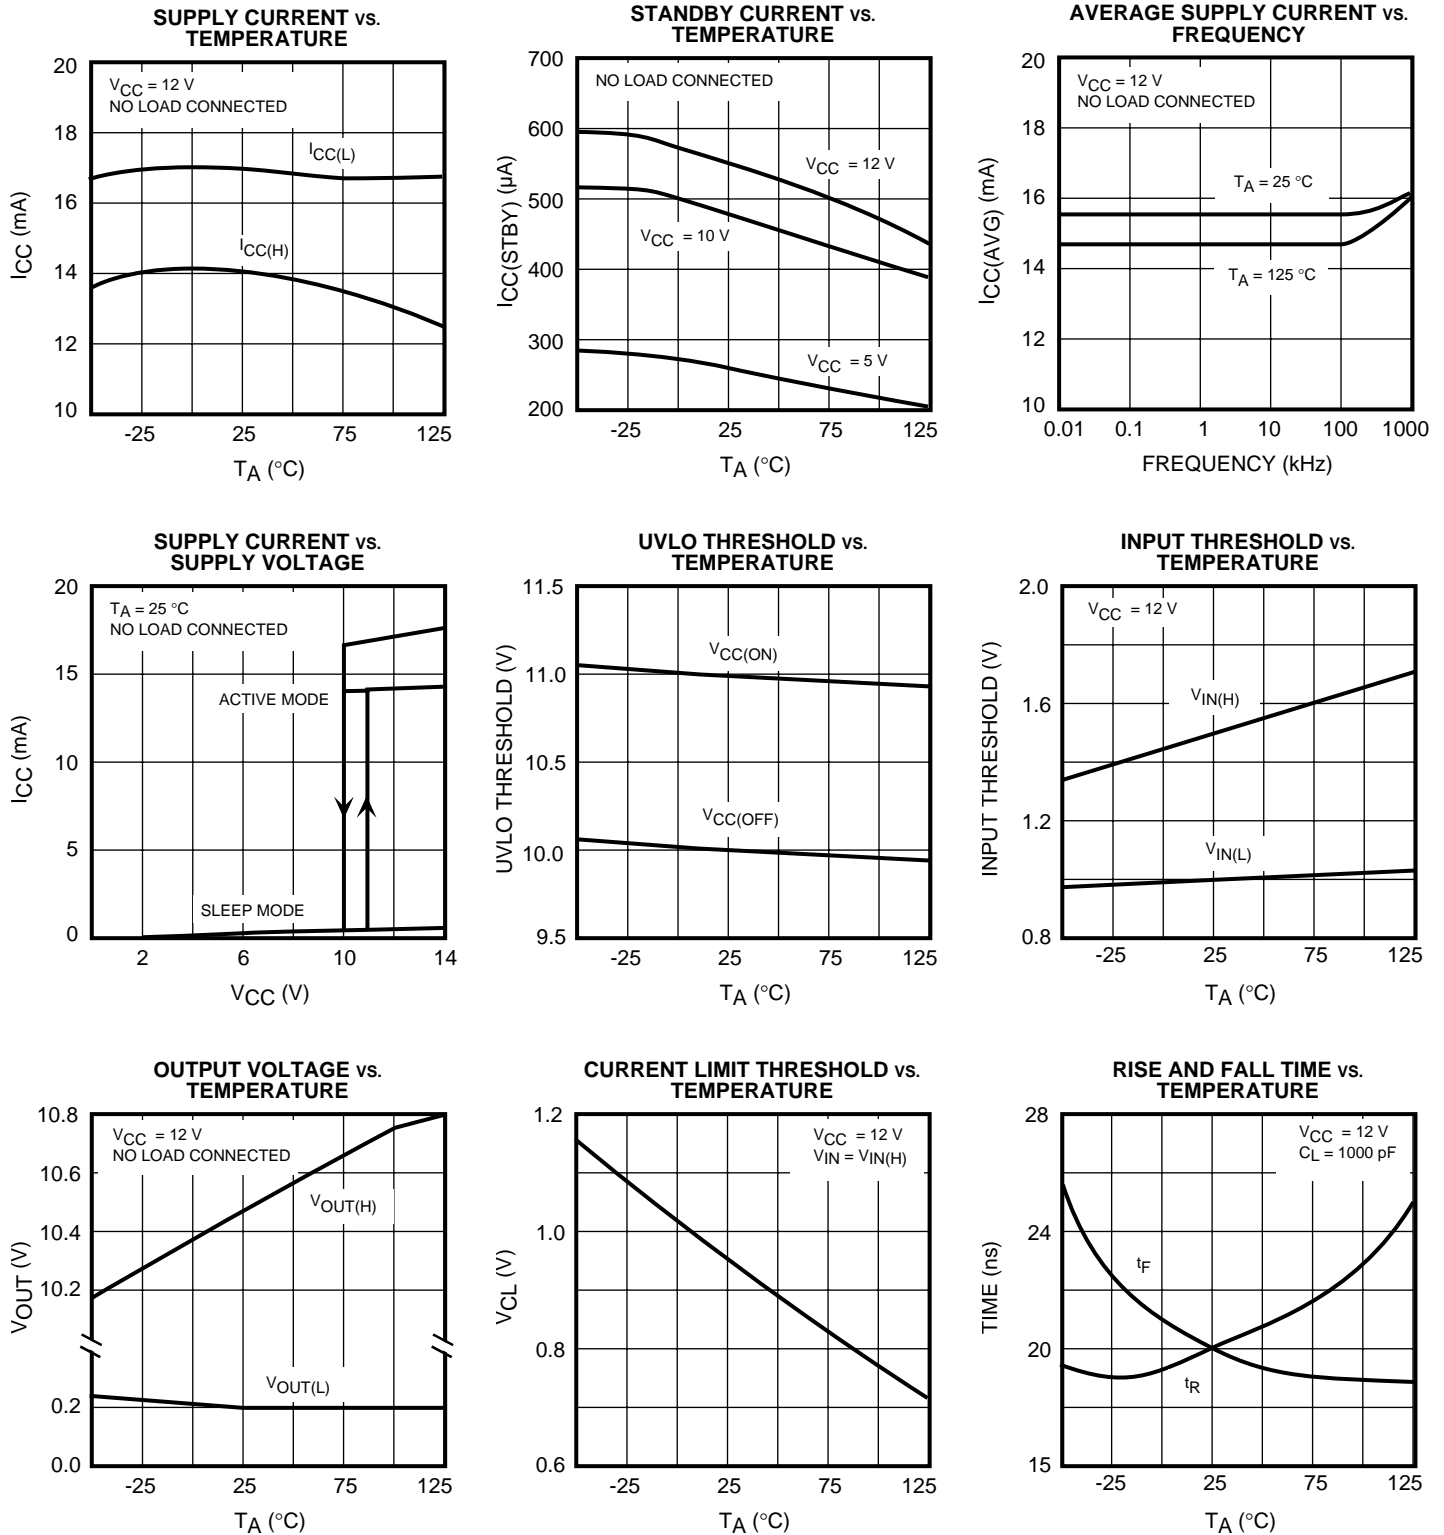 SUPPLY CURRENT vs.
TEMPERATURE
20
18
16
14
12
10
ICC (mA)
VCC = 12 V
NO LOAD CONNECTED
ICC(L)
ICC(H)
-25 25 75 125
TA (°C)
STANDBY CURRENT vs.
TEMPERATURE
700
600
500
400
300
200
ICC(STBY) (µA)
NO LOAD CONNECTED
VCC = 12 V
VCC = 10 V
VCC = 5 V
-25 25 75 125
TA (°C)
AVERAGE SUPPLY CURRENT vs.
FREQUENCY
20
18
16
14
12
10
ICC(AVG) (mA)
VCC = 12 V
NO LOAD CONNECTED
TA = 25 °C
TA = 125 °C
0.01 0.1 1 10 100 1000
FREQUENCY (kHz)
SUPPLY CURRENT vs.
SUPPLY VOLTAGE
20
15
10
5
0
ICC (mA)
TA = 25 °C
NO LOAD CONNECTED
ACTIVE MODE
SLEEP MODE
2 6 10 14
VCC (V)
UVLO THRESHOLD vs.
TEMPERATURE
11.5
11.0
10.5
10.0
9.5
UVLO THRESHOLD (V)
VCC(ON)
VCC(OFF)
-25 25 75 125
TA (°C)
INPUT THRESHOLD vs.
TEMPERATURE
2.0
1.6
1.2
0.8
INPUT THRESHOLD (V)
VCC = 12 V
VIN(H)
VIN(L)
-25 25 75 125
TA (°C)
OUTPUT VOLTAGE vs.
TEMPERATURE
10.8
10.6
10.4
10.2
0.2
0.0
VOUT (V)
VCC = 12 V
NO LOAD CONNECTED
VOUT(H)
VOUT(L)
-25 25 75 125
TA (°C)
CURRENT LIMIT THRESHOLD vs.
TEMPERATURE
1.2
1.0
0.8
0.6
VCL (V)
VCC = 12 V
VIN = VIN(H)
-25 25 75 125
TA (°C)
RISE AND FALL TIME vs.
TEMPERATURE
28
24
20
15
TIME (ns)
VCC = 12 V
CL = 1000 pF
tF
tR
-25 25 75 125
TA (°C)